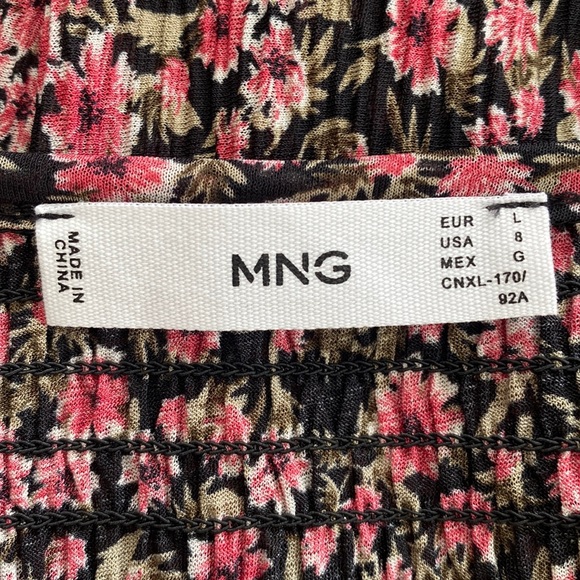 MADE IN
CHINA
MNG
EUR L
USA 8
MEX G
CNXL-170/
92A